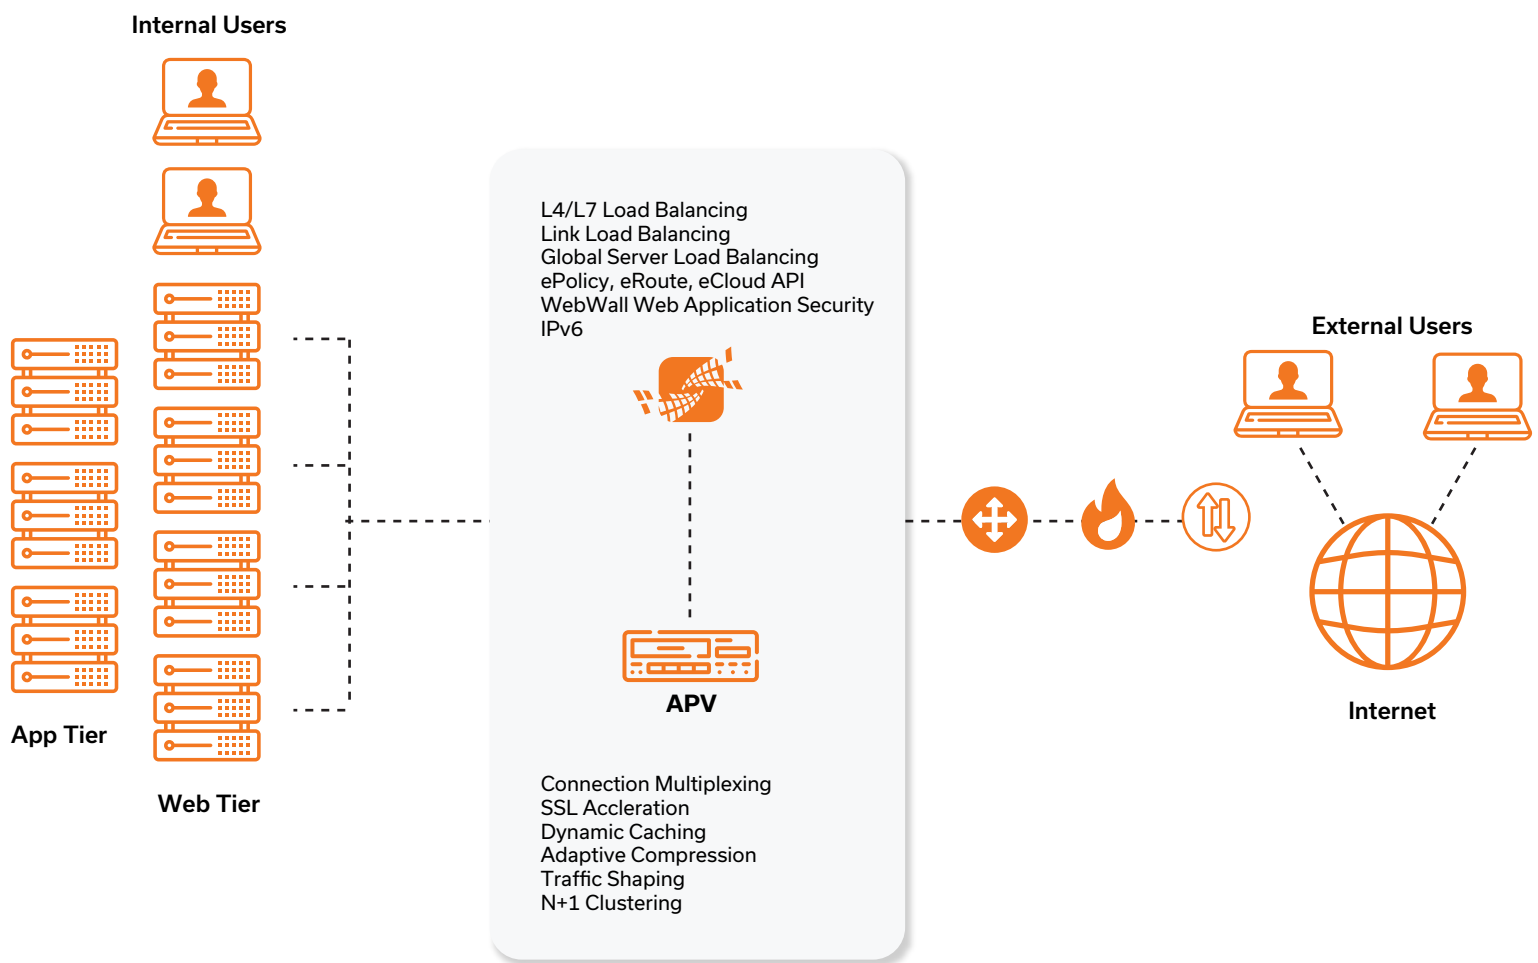 Internal Users
L4/L7 Load Balancing
Link Load Balancing
Global Server Load Balancing
ePolicy, eRoute, eCloud API
WebWall Web Application Security
IPv6
External Users
APV
Internet
App Tier
Web Tier
Connection Multiplexing
SSL Accleration
Dynamic Caching
Adaptive Compression
Traffic Shaping
N+1 Clustering